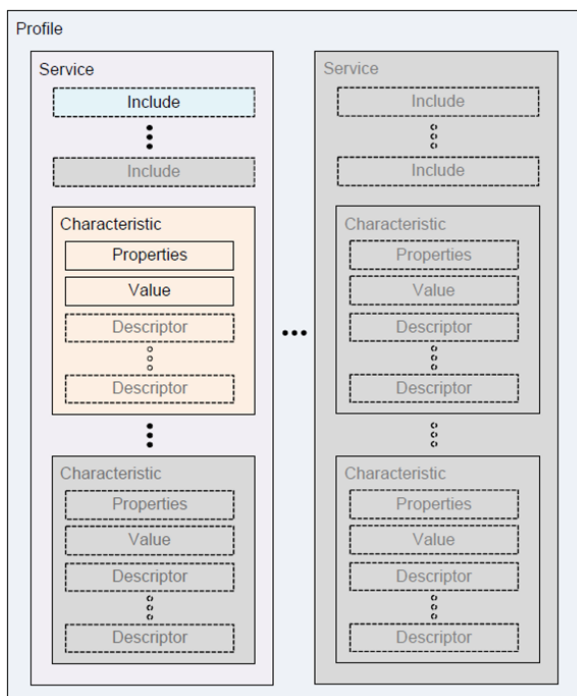 Profile
Service
Include
Include
Characteristic
Properties
Value
Descriptor
Descriptor
Characteristic
Properties
Value
Descriptor
Descriptor
Service
Include
Include
Characteristic
Properties
Value
Descriptor
Descriptor
Characteristic
Properties
Value
Descriptor
Descriptor